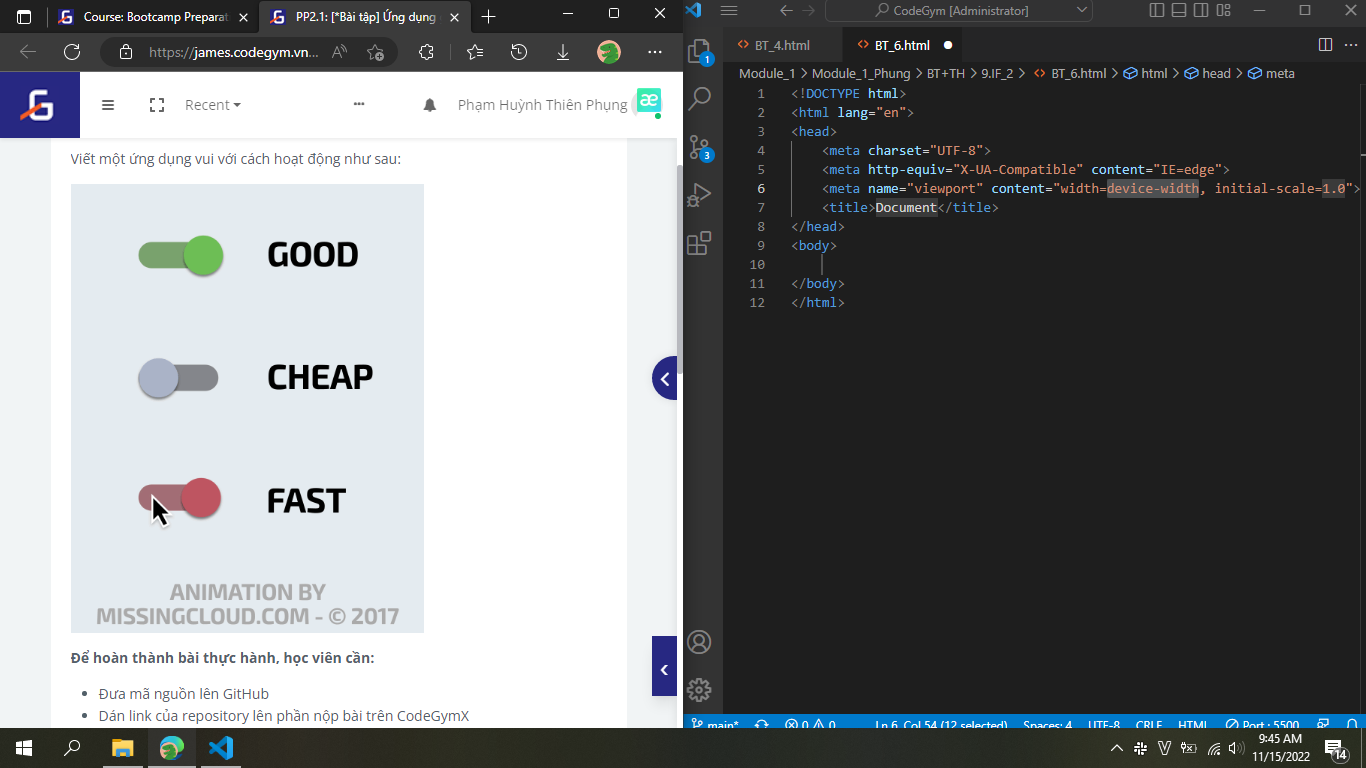 Course: Bootcamp Preparat
PP2.1: [*Bài tập] Ứng dụng
https://james.codegym.vn...
Recent
Phạm Huỳnh Thiên Phụng
Viết một ứng dụng vui với cách hoạt động như sau:
GOOD
CHEAP
FAST
ANIMATION BY
MISSINGCLOUD.COM - © 2017
Để hoàn thành bài thực hành, học viên cần:
Đưa mã nguồn lên GitHub
Dán link của repository lên phần nộp bài trên CodeGymX
CodeGym [Administrator]
BT_4.html
BT_6.html
Module_1 > Module_1_Phung > BT+TH > 9.IF_2 > BT_6.html > html > head > meta
1 <!DOCTYPE html>
2 <html lang="en">
3 <head>
4 <meta charset="UTF-8">
5 <meta http-equiv="X-UA-Compatible" content="IE=edge">
6 <meta name="viewport" content="width=device-width, initial-scale=1.0">
7 <title>Document</title>
8 </head>
9 <body>
10
11 </body>
12 </html>
1
3
main* 0 0 Ln 6, Col 54 (12 selected) Spaces: 4 UTF-8 CRLF HTML Port : 5500
9:45 AM
11/15/2022
14